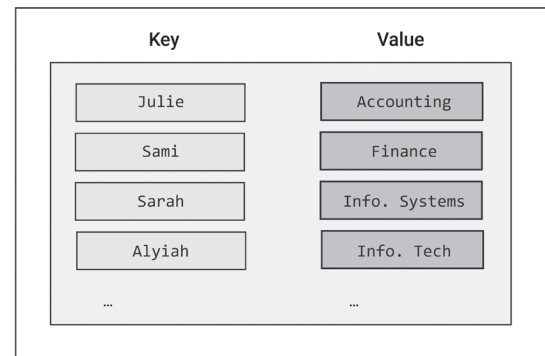 Key Value
Julie Accounting
Sami Finance
Sarah Info. Systems
Alyiah Info. Tech
… …